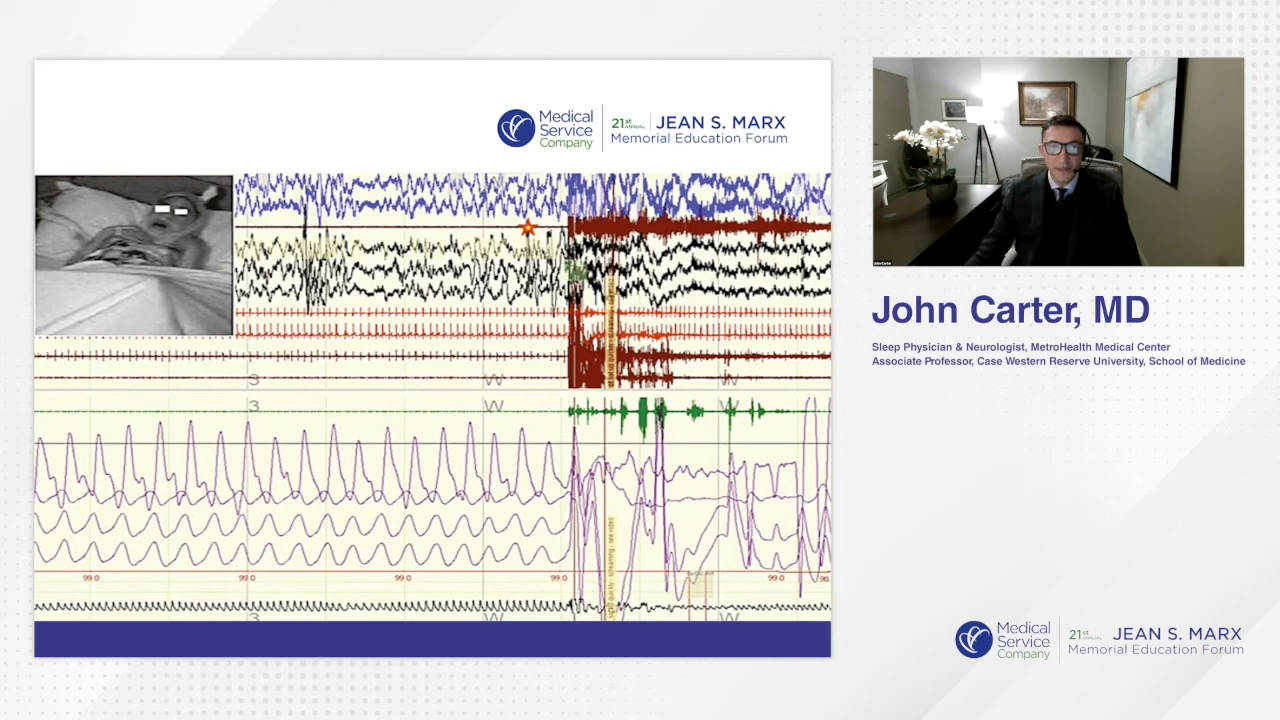 Medical
Service
Company
21st
ANNUAL
JEAN S. MARX
Memorial Education Forum
3
W
W
3
W
W
99.0
99.0
99.0
99.0
99.0
98.
3
W
W
John Carter, MD
Sleep Physician & Neurologist, MetroHealth Medical Center
Associate Professor, Case Western Reserve University, School of Medicine
Medical
Service
Company
21st
ANNUAL
JEAN S. MARX
Memorial Education Forum